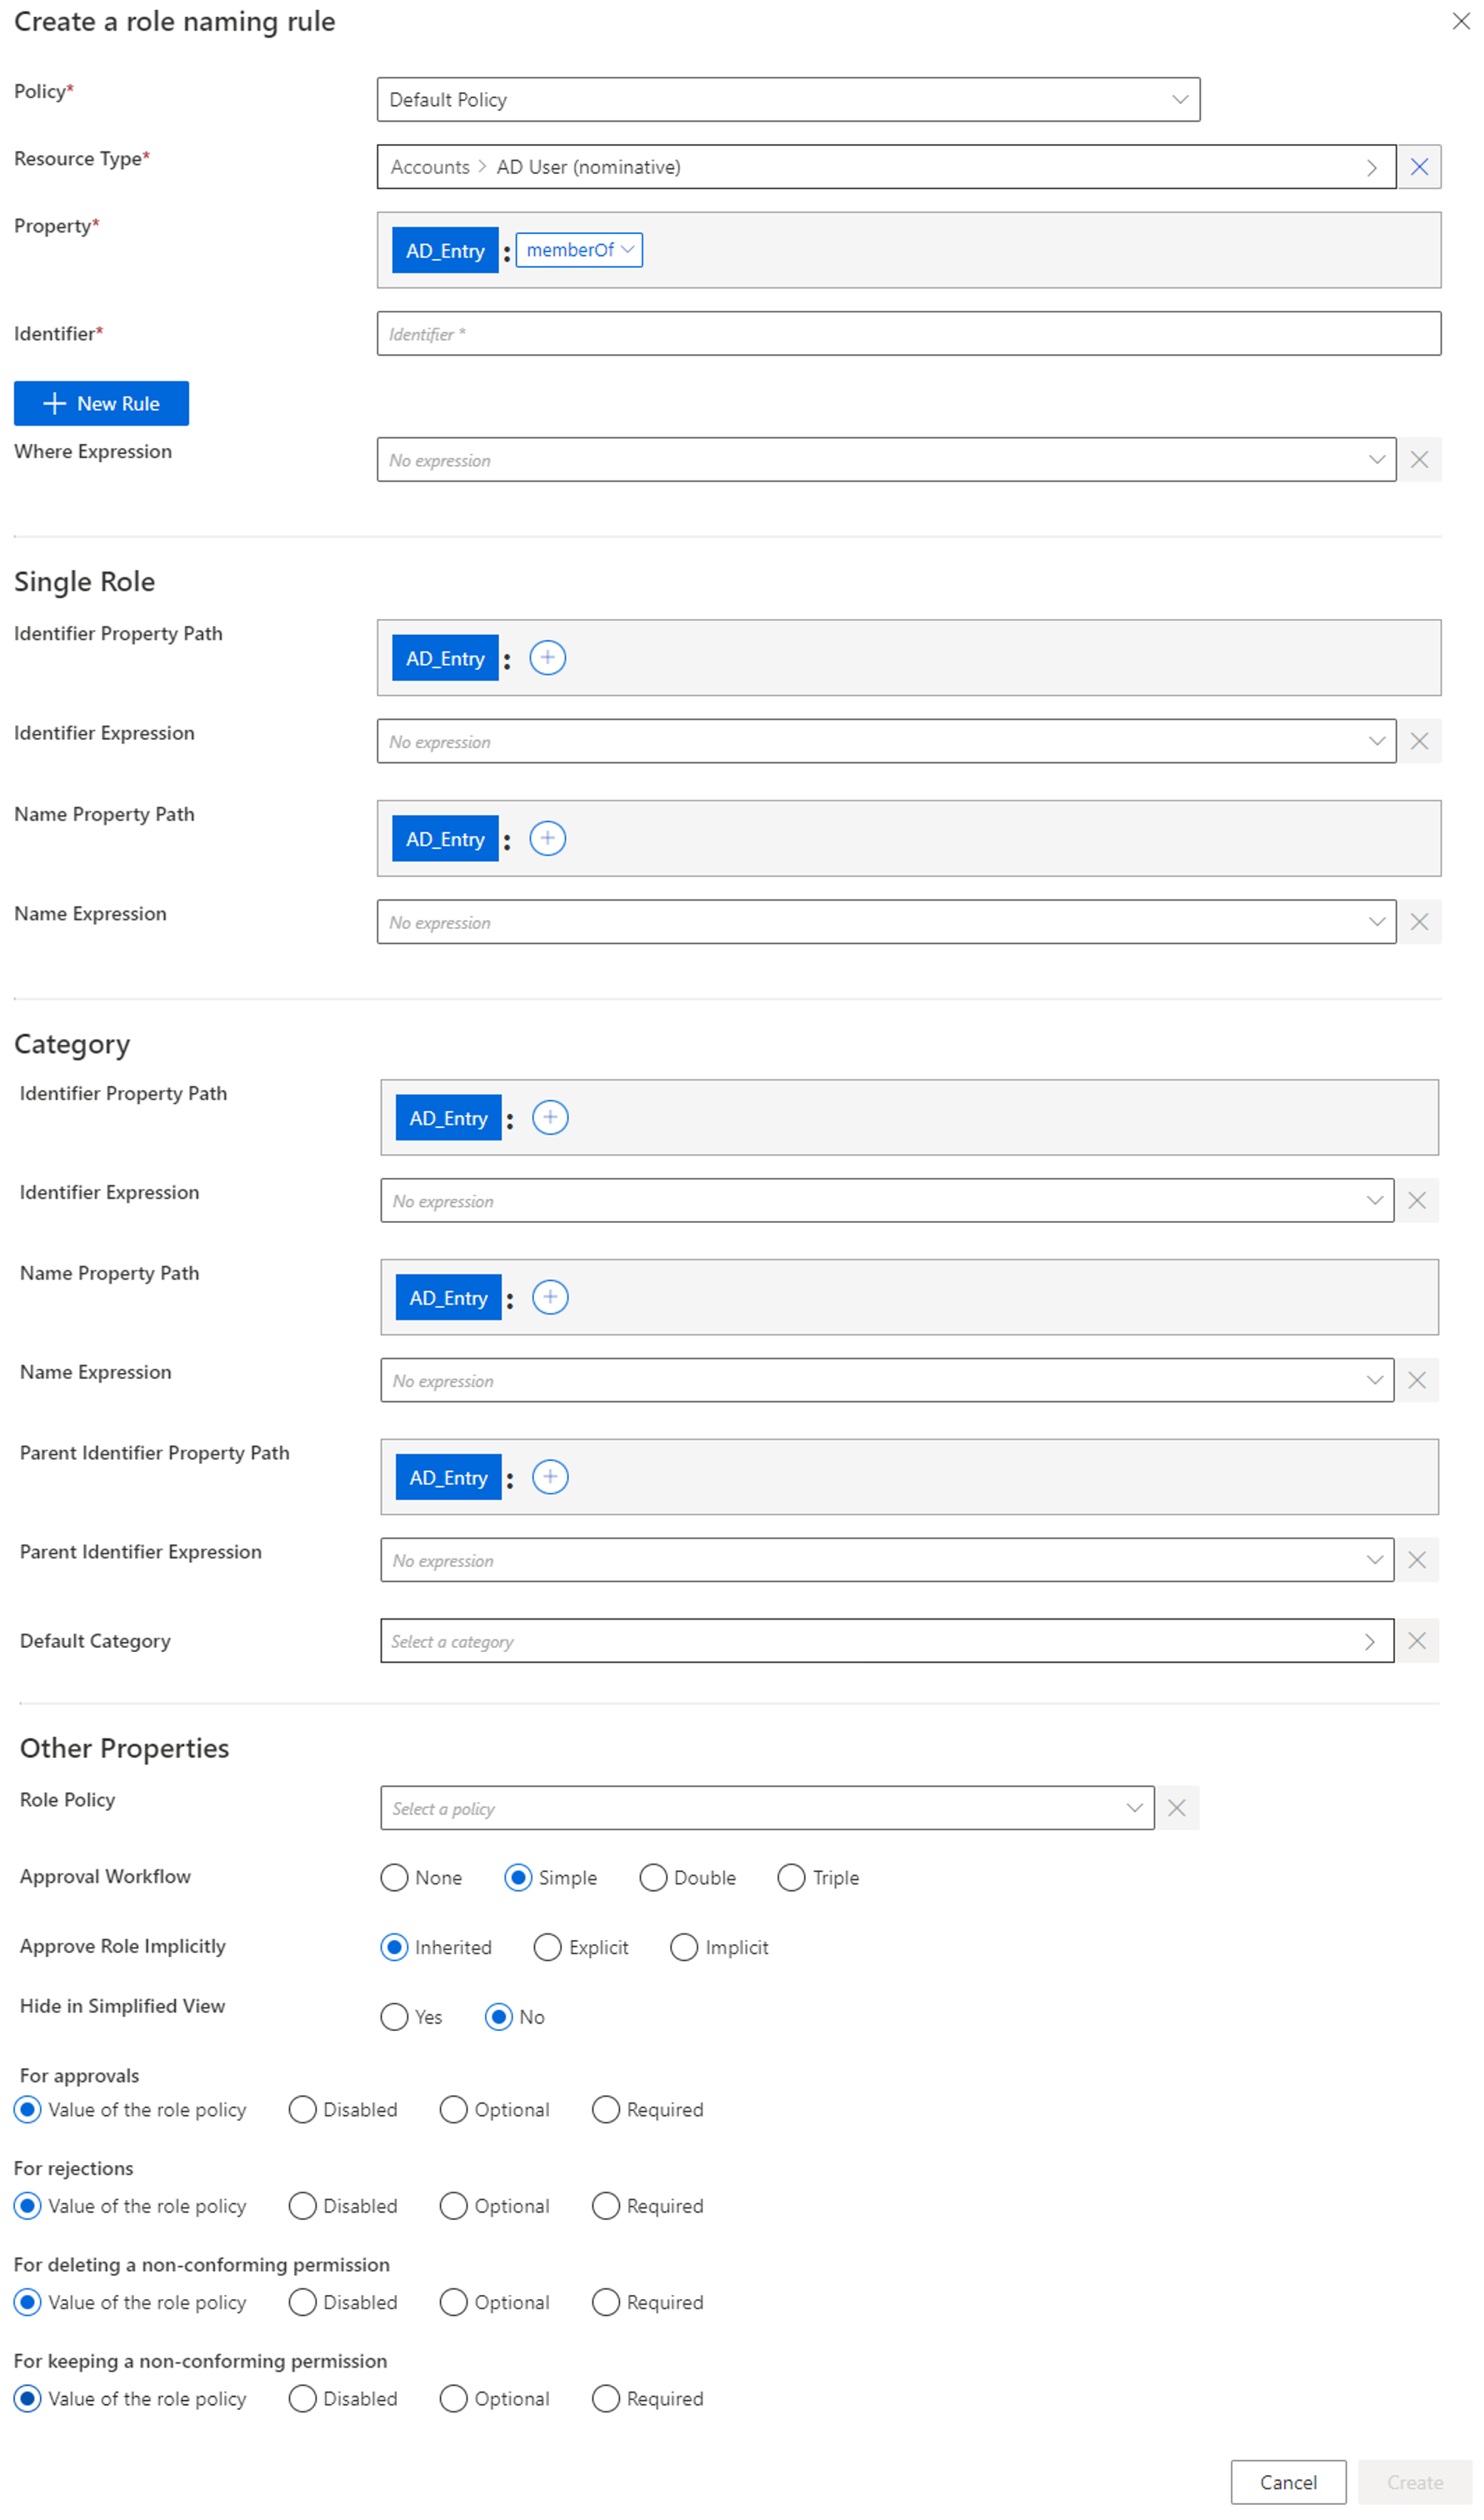 Create a role naming rule
Policy*
Default Policy
Resource Type*
Accounts > AD User (nominative)
Property*
AD_Entry : memberOf
Identifier*
Identifier *
+ New Rule
Where Expression
No expression
Single Role
Identifier Property Path
AD_Entry :
Identifier Expression
No expression
Name Property Path
AD_Entry :
Name Expression
No expression
Category
Identifier Property Path
AD_Entry :
Identifier Expression
No expression
Name Property Path
AD_Entry :
Name Expression
No expression
Parent Identifier Property Path
AD_Entry :
Parent Identifier Expression
No expression
Default Category
Select a category
Other Properties
Role Policy
Select a policy
Approval Workflow
None Simple Double Triple
Approve Role Implicitly
Inherited Explicit Implicit
Hide in Simplified View
Yes No
For approvals
Value of the role policy Disabled Optional Required
For rejections
Value of the role policy Disabled Optional Required
For deleting a non-conforming permission
Value of the role policy Disabled Optional Required
For keeping a non-conforming permission
Value of the role policy Disabled Optional Required
Cancel Create